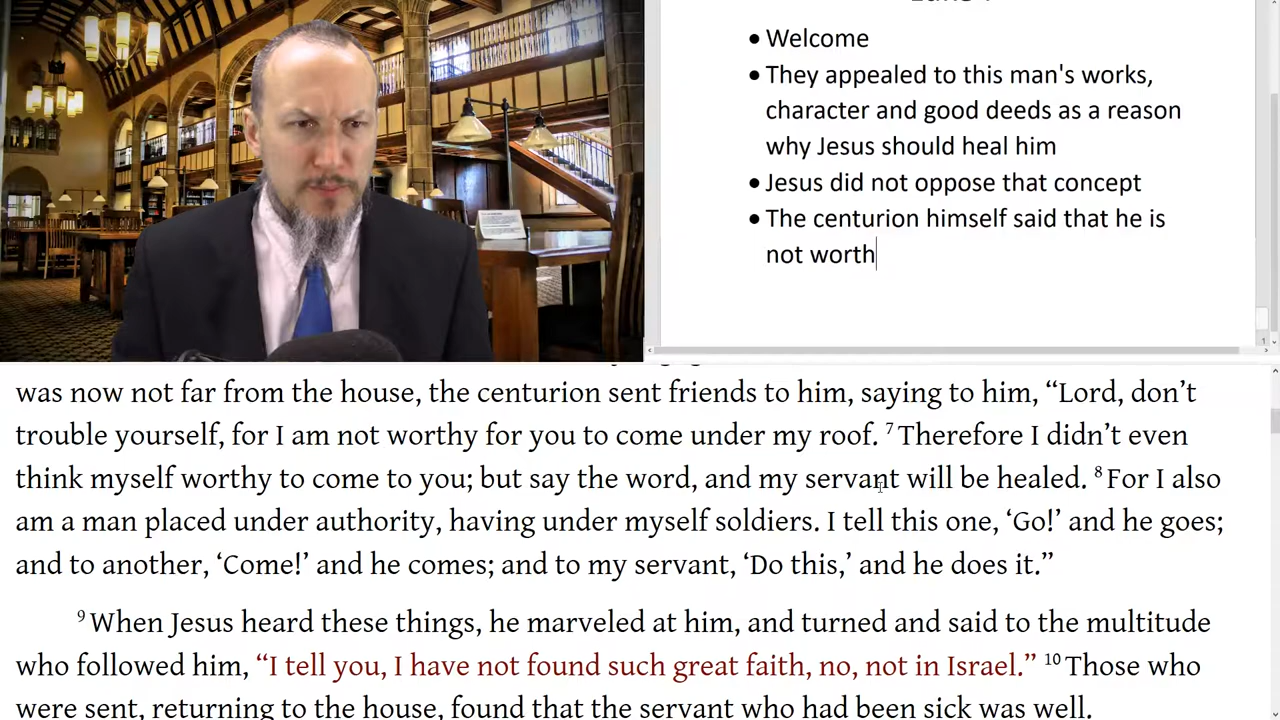 • Welcome
• They appealed to this man's works,
character and good deeds as a reason
why Jesus should heal him
• Jesus did not oppose that concept
• The centurion himself said that he is
not worth
was now not far from the house, the centurion sent friends to him, saying to him, “Lord, don’t
trouble yourself, for I am not worthy for you to come under my roof. 7 Therefore I didn’t even
think myself worthy to come to you; but say the word, and my servant will be healed. 8 For I also
am a man placed under authority, having under myself soldiers. I tell this one, ‘Go!’ and he goes;
and to another, ‘Come!’ and he comes; and to my servant, ‘Do this,’ and he does it.”
9 When Jesus heard these things, he marveled at him, and turned and said to the multitude
who followed him, “I tell you, I have not found such great faith, no, not in Israel.” 10 Those who
were sent, returning to the house, found that the servant who had been sick was well.